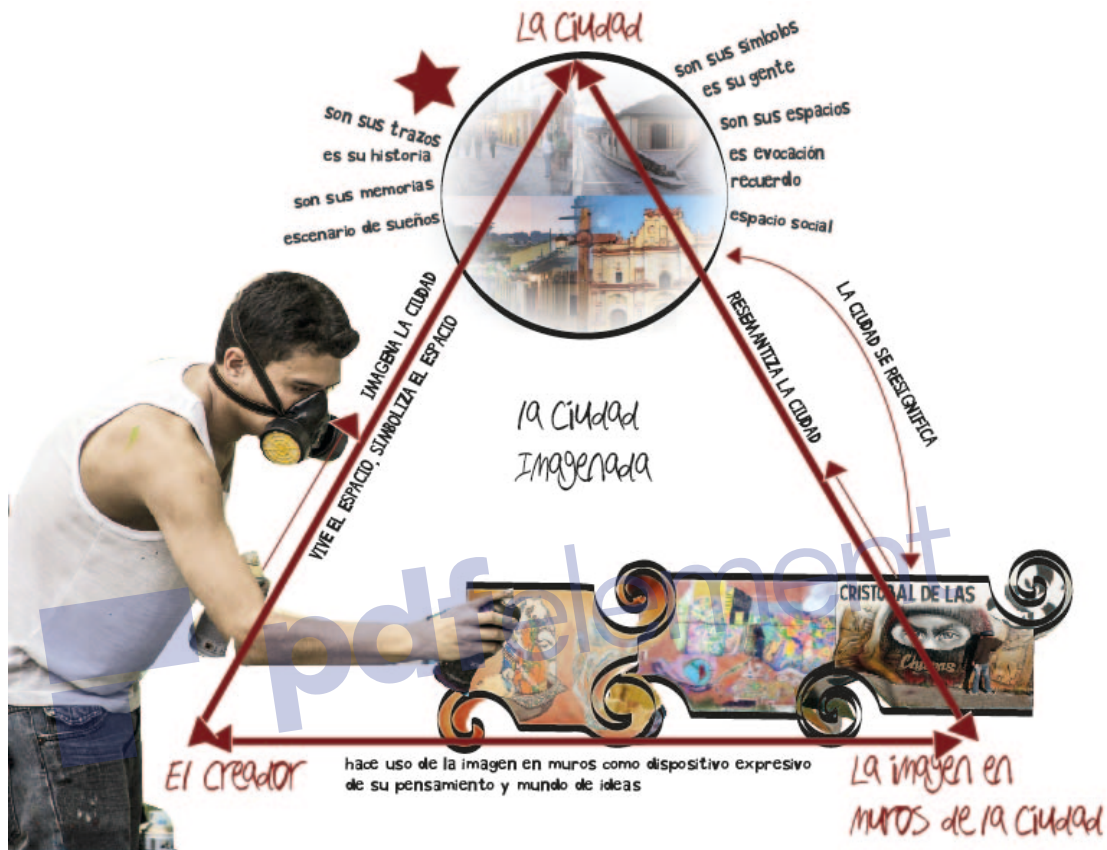 La Ciudad
son sus trazos
es su historia
son sus memorias
escenario de sueños
son sus símbolos
es su gente
son sus espacios
es evocación
recuerdo
espacio social
IMAGENA LA CIUDAD
VIVE EL ESPACIO, SIMBOLIZA EL ESPACIO
RESEMANTIZA LA CIUDAD
LA CIUDAD SE RESIGNIFICA
la Ciudad
Imagenada
pdfelement
CRISTOBAL DE LAS
Chiapas
El Creador
hace uso de la imagen en muros como dispositivo expresivo
de su pensamiento y mundo de ideas
La imagen en
muros de la Ciudad